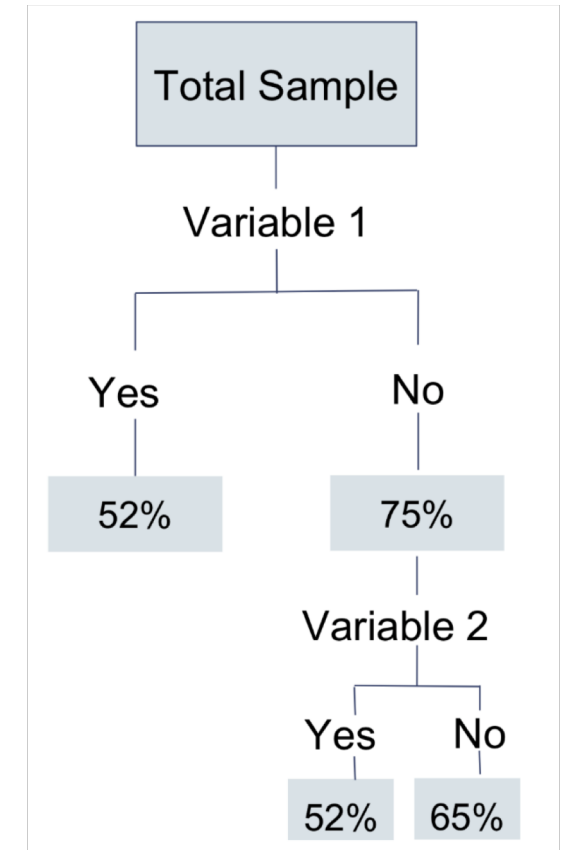 Total Sample
Variable 1
Yes No
52% 75%
Variable 2
Yes No
52% 65%